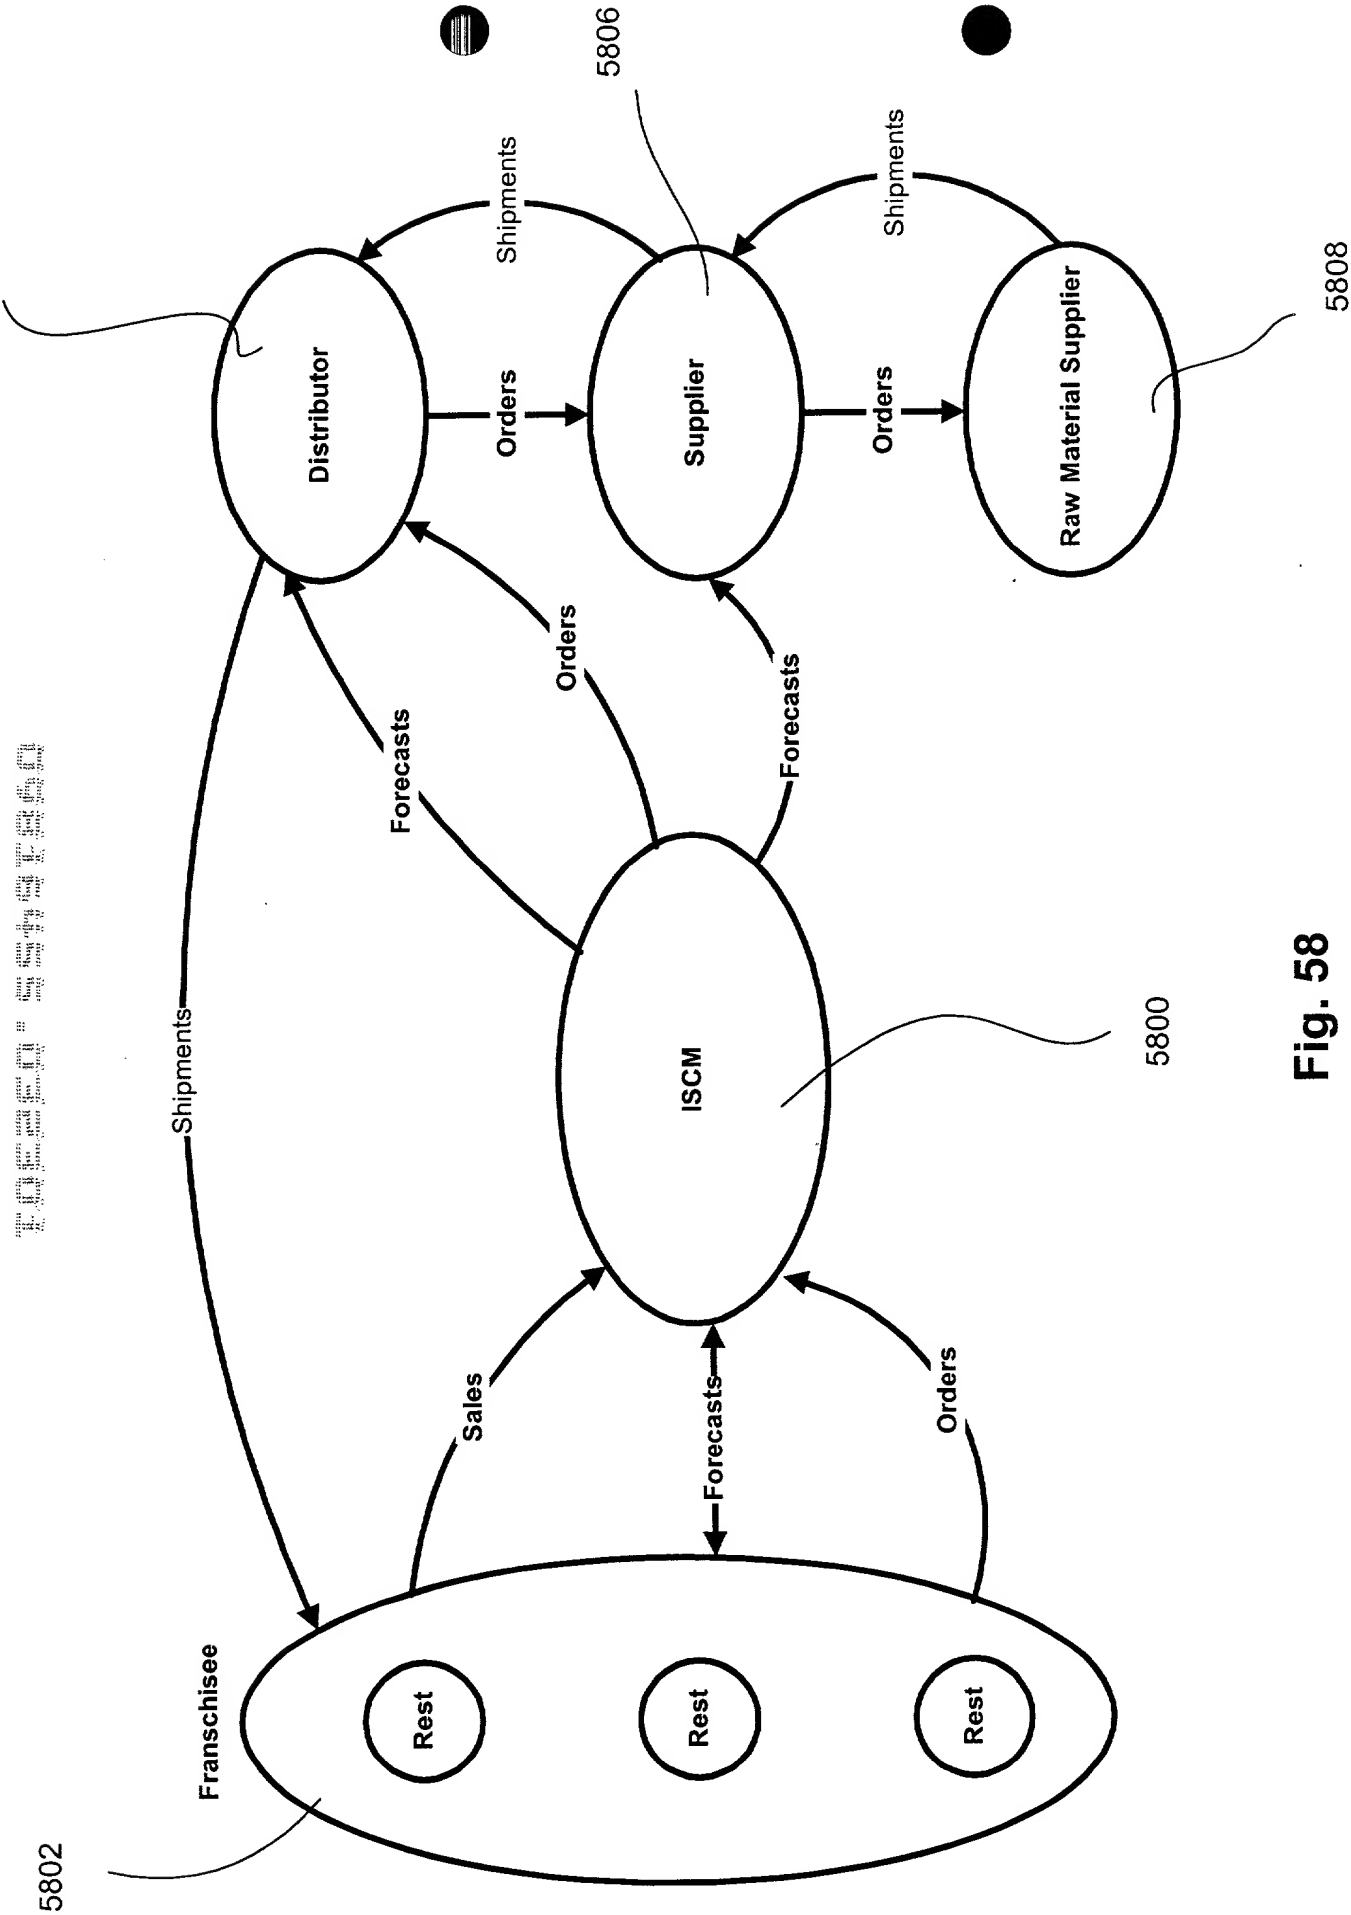 5802
Franschisee
Rest
Rest
Rest
Shipments
Sales
Forecasts
Orders
ISCM
5800
Forecasts
Orders
Forecasts
Distributor
Orders
Shipments
Supplier
5806
Orders
Shipments
Raw Material Supplier
5808
Fig. 58